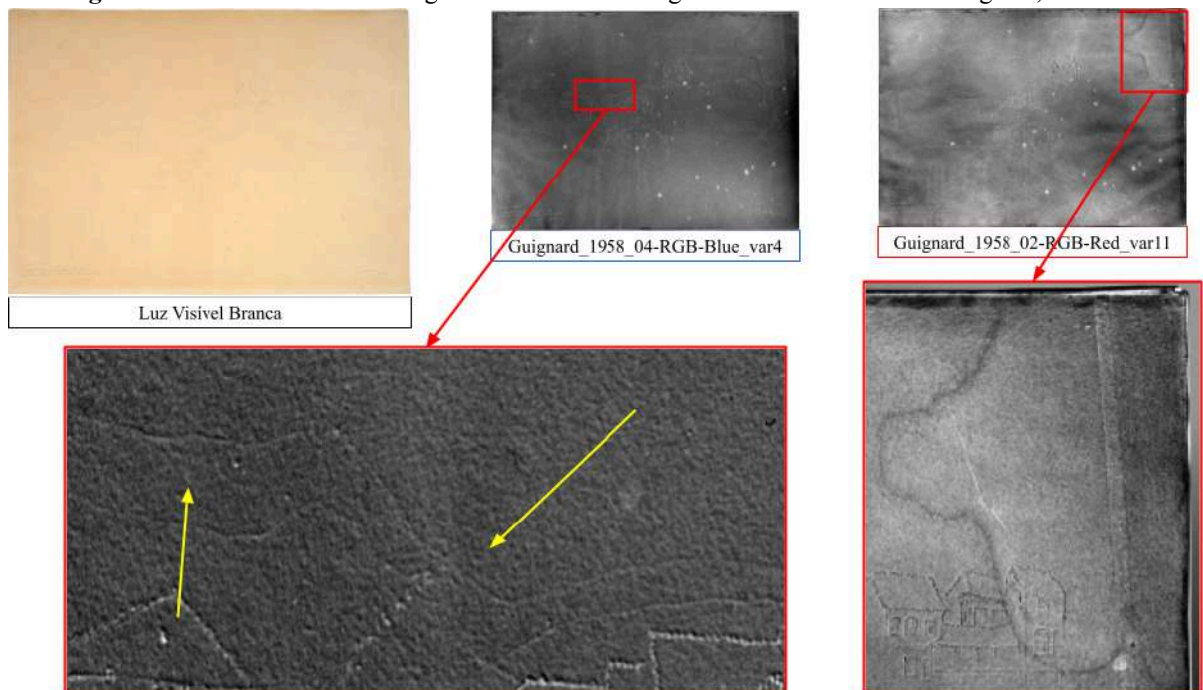 Guignard_1958_04-RGB-Blue_var4
Guignard_1958_02-RGB-Red_var11
Luz Visível Branca